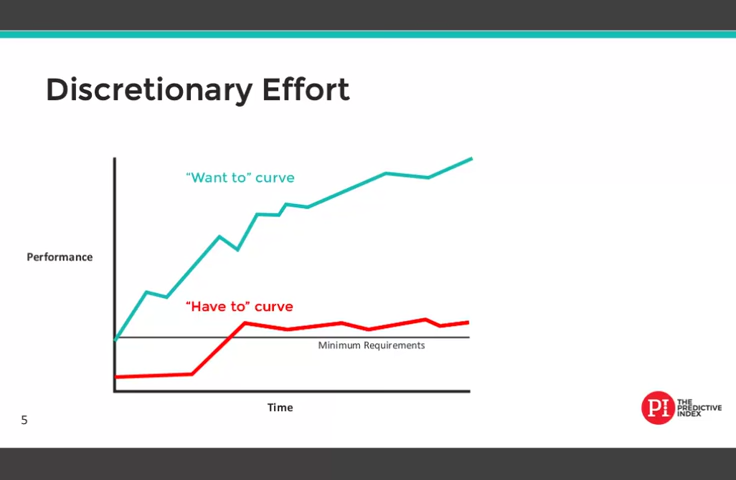 Discretionary Effort
“Want to” curve
Performance
“Have to” curve
Minimum Requirements
Time
5
PI
THE
PREDICTIVE
INDEX